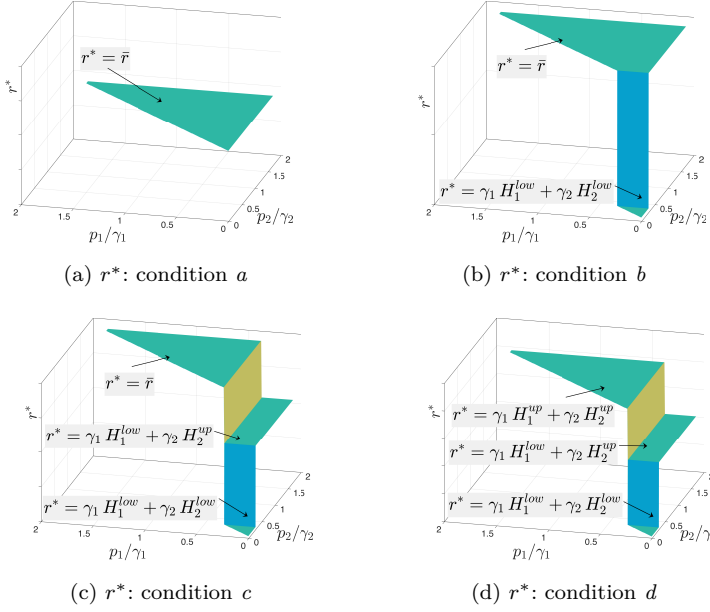 r* = r̄
r*
2
1.5
1
0.5
0
p₁/γ₁
0
0.5
1
1.5
2
p₂/γ₂
(a) r*: condition a
r* = r̄
r* = γ₁ H₁^low + γ₂ H₂^low
r*
2
1.5
1
0.5
0
p₁/γ₁
0
0.5
1
1.5
2
p₂/γ₂
(b) r*: condition b
r* = r̄
r* = γ₁ H₁^low + γ₂ H₂^up
r* = γ₁ H₁^low + γ₂ H₂^low
r*
2
1.5
1
0.5
0
p₁/γ₁
0
0.5
1
1.5
2
p₂/γ₂
(c) r*: condition c
r* = γ₁ H₁^up + γ₂ H₂^up
r* = γ₁ H₁^low + γ₂ H₂^up
r* = γ₁ H₁^low + γ₂ H₂^low
r*
2
1.5
1
0.5
0
p₁/γ₁
0
0.5
1
1.5
2
p₂/γ₂
(d) r*: condition d